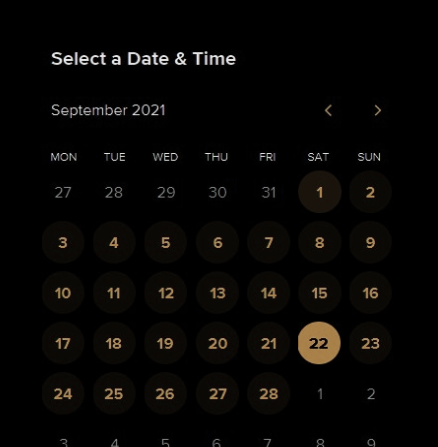 Select a Date & Time
September 2021
MON TUE WED THU FRI SAT SUN
27 28 29 30 31 1 2
3 4 5 6 7 8 9
10 11 12 13 14 15 16
17 18 19 20 21 22 23
24 25 26 27 28 1 2
3 4 5 6 7 8 9